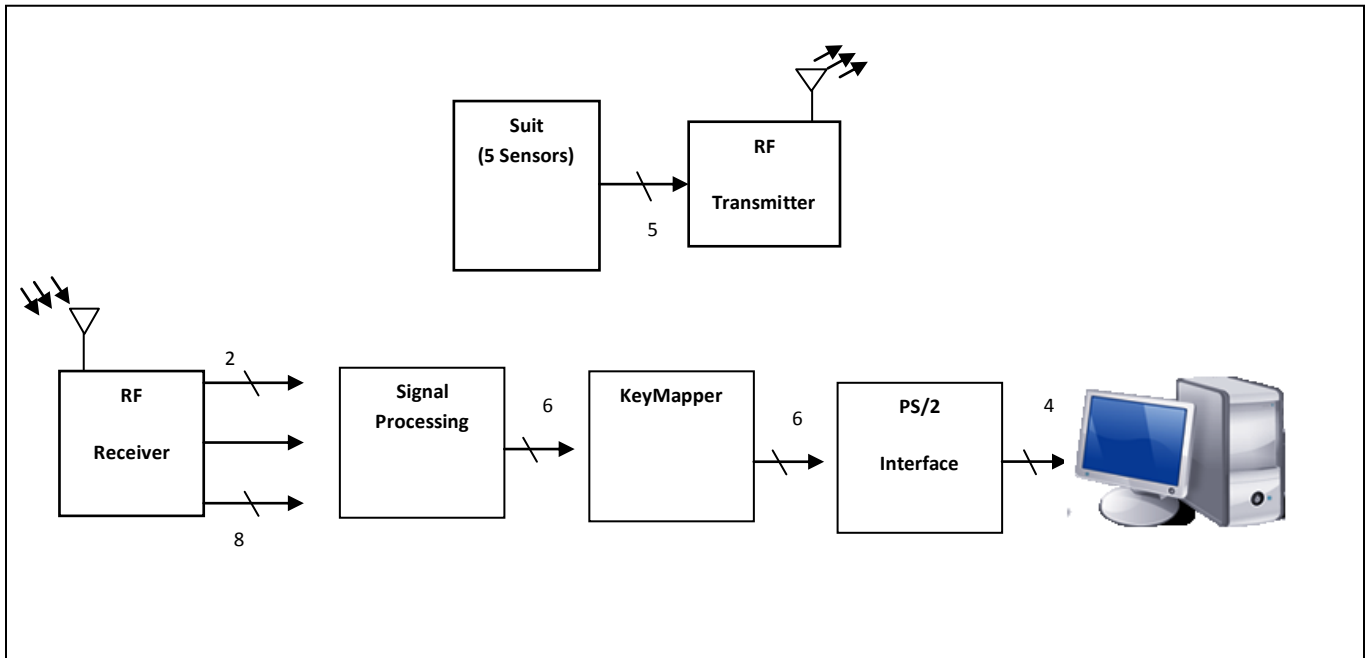 Suit
(5 Sensors)
RF
Transmitter
5
RF
Receiver
2
8
Signal
Processing
6
KeyMapper
6
PS/2
Interface
4